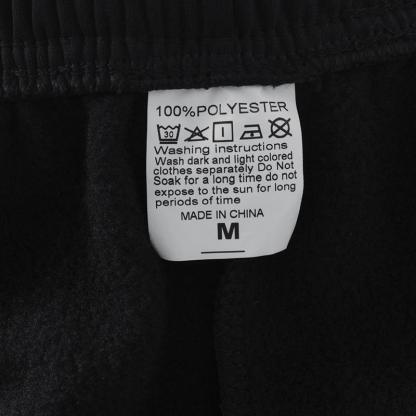 100%POLYESTER
30
Washing instructions
Wash dark and light colored
clothes separately Do Not
Soak for a long time do not
expose to the sun for long
periods of time
MADE IN CHINA
M